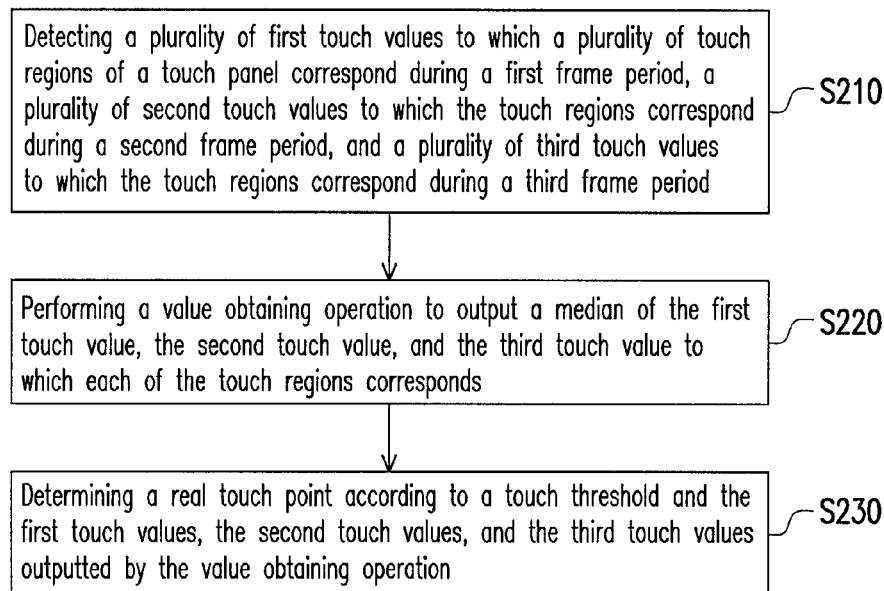 Detecting a plurality of first touch values to which a plurality of touch
regions of a touch panel correspond during a first frame period, a
plurality of second touch values to which the touch regions correspond
during a second frame period, and a plurality of third touch values
to which the touch regions correspond during a third frame period
S210
Performing a value obtaining operation to output a median of the first
touch value, the second touch value, and the third touch value to
which each of the touch regions corresponds
S220
Determining a real touch point according to a touch threshold and the
first touch values, the second touch values, and the third touch values
outputted by the value obtaining operation
S230